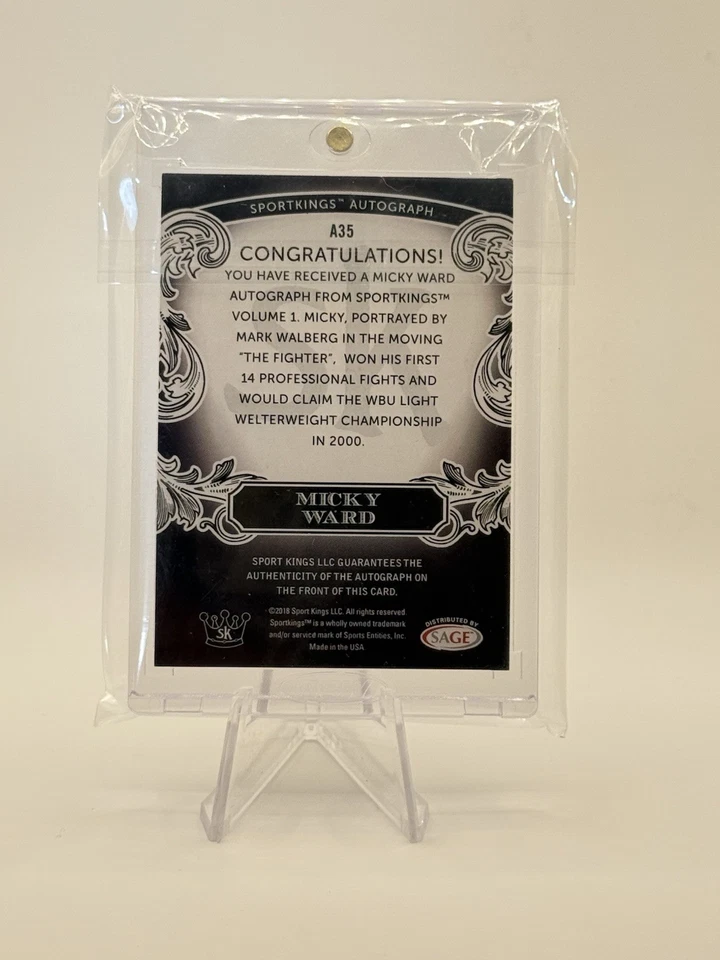 SPORTKINGS™ AUTOGRAPH
A35
CONGRATULATIONS!
YOU HAVE RECEIVED A MICKY WARD
AUTOGRAPH FROM SPORTKINGS™
VOLUME 1. MICKY, PORTRAYED BY
MARK WALBERG IN THE MOVING
"THE FIGHTER", WON HIS FIRST
14 PROFESSIONAL FIGHTS AND
WOULD CLAIM THE WBU LIGHT
WELTERWEIGHT CHAMPIONSHIP
IN 2000.
MICKY
WARD
SPORT KINGS LLC GUARANTEES THE
AUTHENTICITY OF THE AUTOGRAPH ON
THE FRONT OF THIS CARD.
©2018 Sport Kings LLC. All rights reserved.
Sportkings™ is a wholly owned trademark
and/or service mark of Sports Entities, Inc.
Made in the USA
sk
DISTRIBUTED BY
SAGE